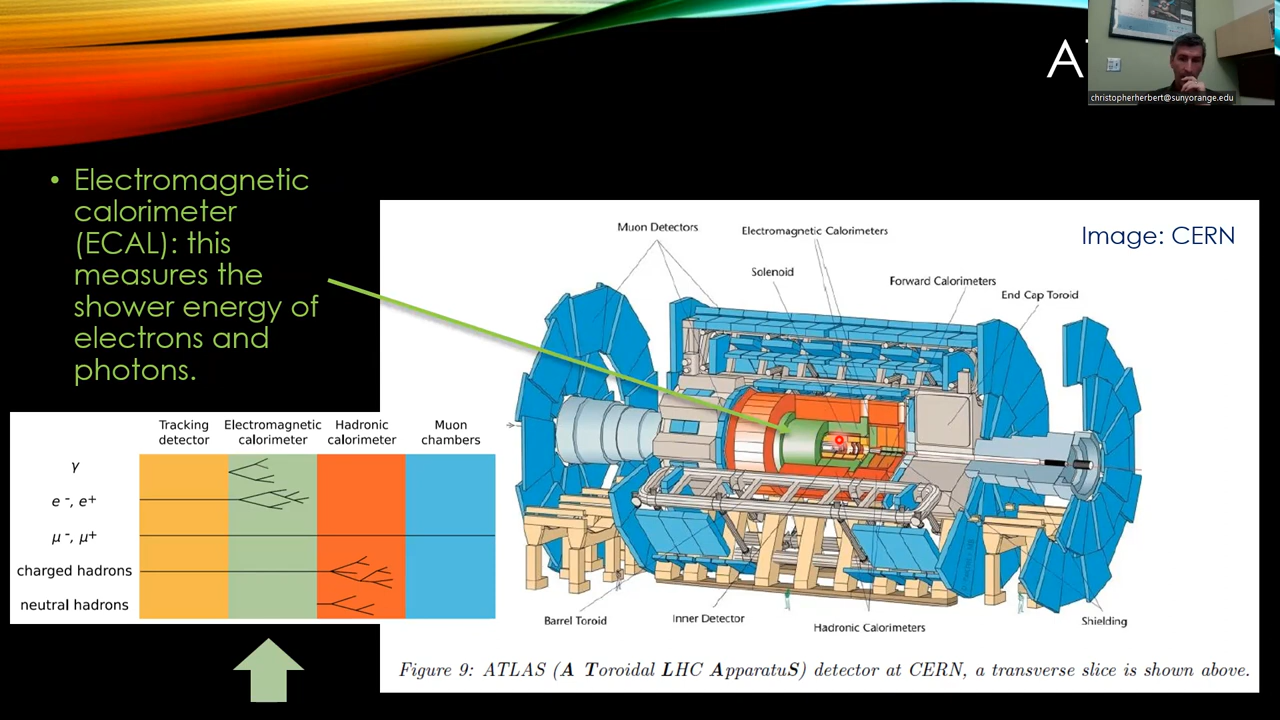 A
christopherherbert@sunyorange.edu
• Electromagnetic
calorimeter
(ECAL): this
measures the
shower energy of
electrons and
photons.
Image: CERN
Muon Detectors
Electromagnetic Calorimeters
Solenoid
Forward Calorimeters
End Cap Toroid
Barrel Toroid
Inner Detector
Hadronic Calorimeters
Shielding
Figure 9: ATLAS (A Toroidal LHC ApparatuS) detector at CERN, a transverse slice is shown above.
Tracking detector
Electromagnetic calorimeter
Hadronic calorimeter
Muon chambers
γ
e⁻, e⁺
μ⁻, μ⁺
charged hadrons
neutral hadrons